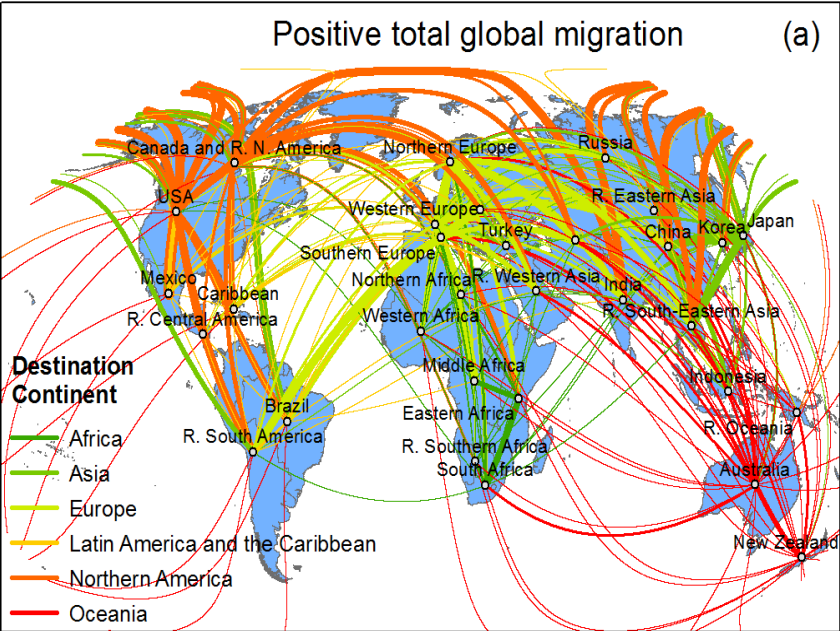 Positive total global migration (a)
Canada and R. N. America
Northern Europe
Russia
USA
Western Europe
R. Eastern Asia
Southern Europe
Turkey
China
Korea
Japan
Mexico
Caribbean
Northern Africa
R. Western Asia
India
R. Central America
Western Africa
R. South-Eastern Asia
Destination
Continent
Middle Africa
Indonesia
Brazil
Eastern Africa
R. Oceania
R. South America
R. Southern Africa
Africa
South Africa
Australia
Asia
Europe
Latin America and the Caribbean
New Zealand
Northern America
Oceania